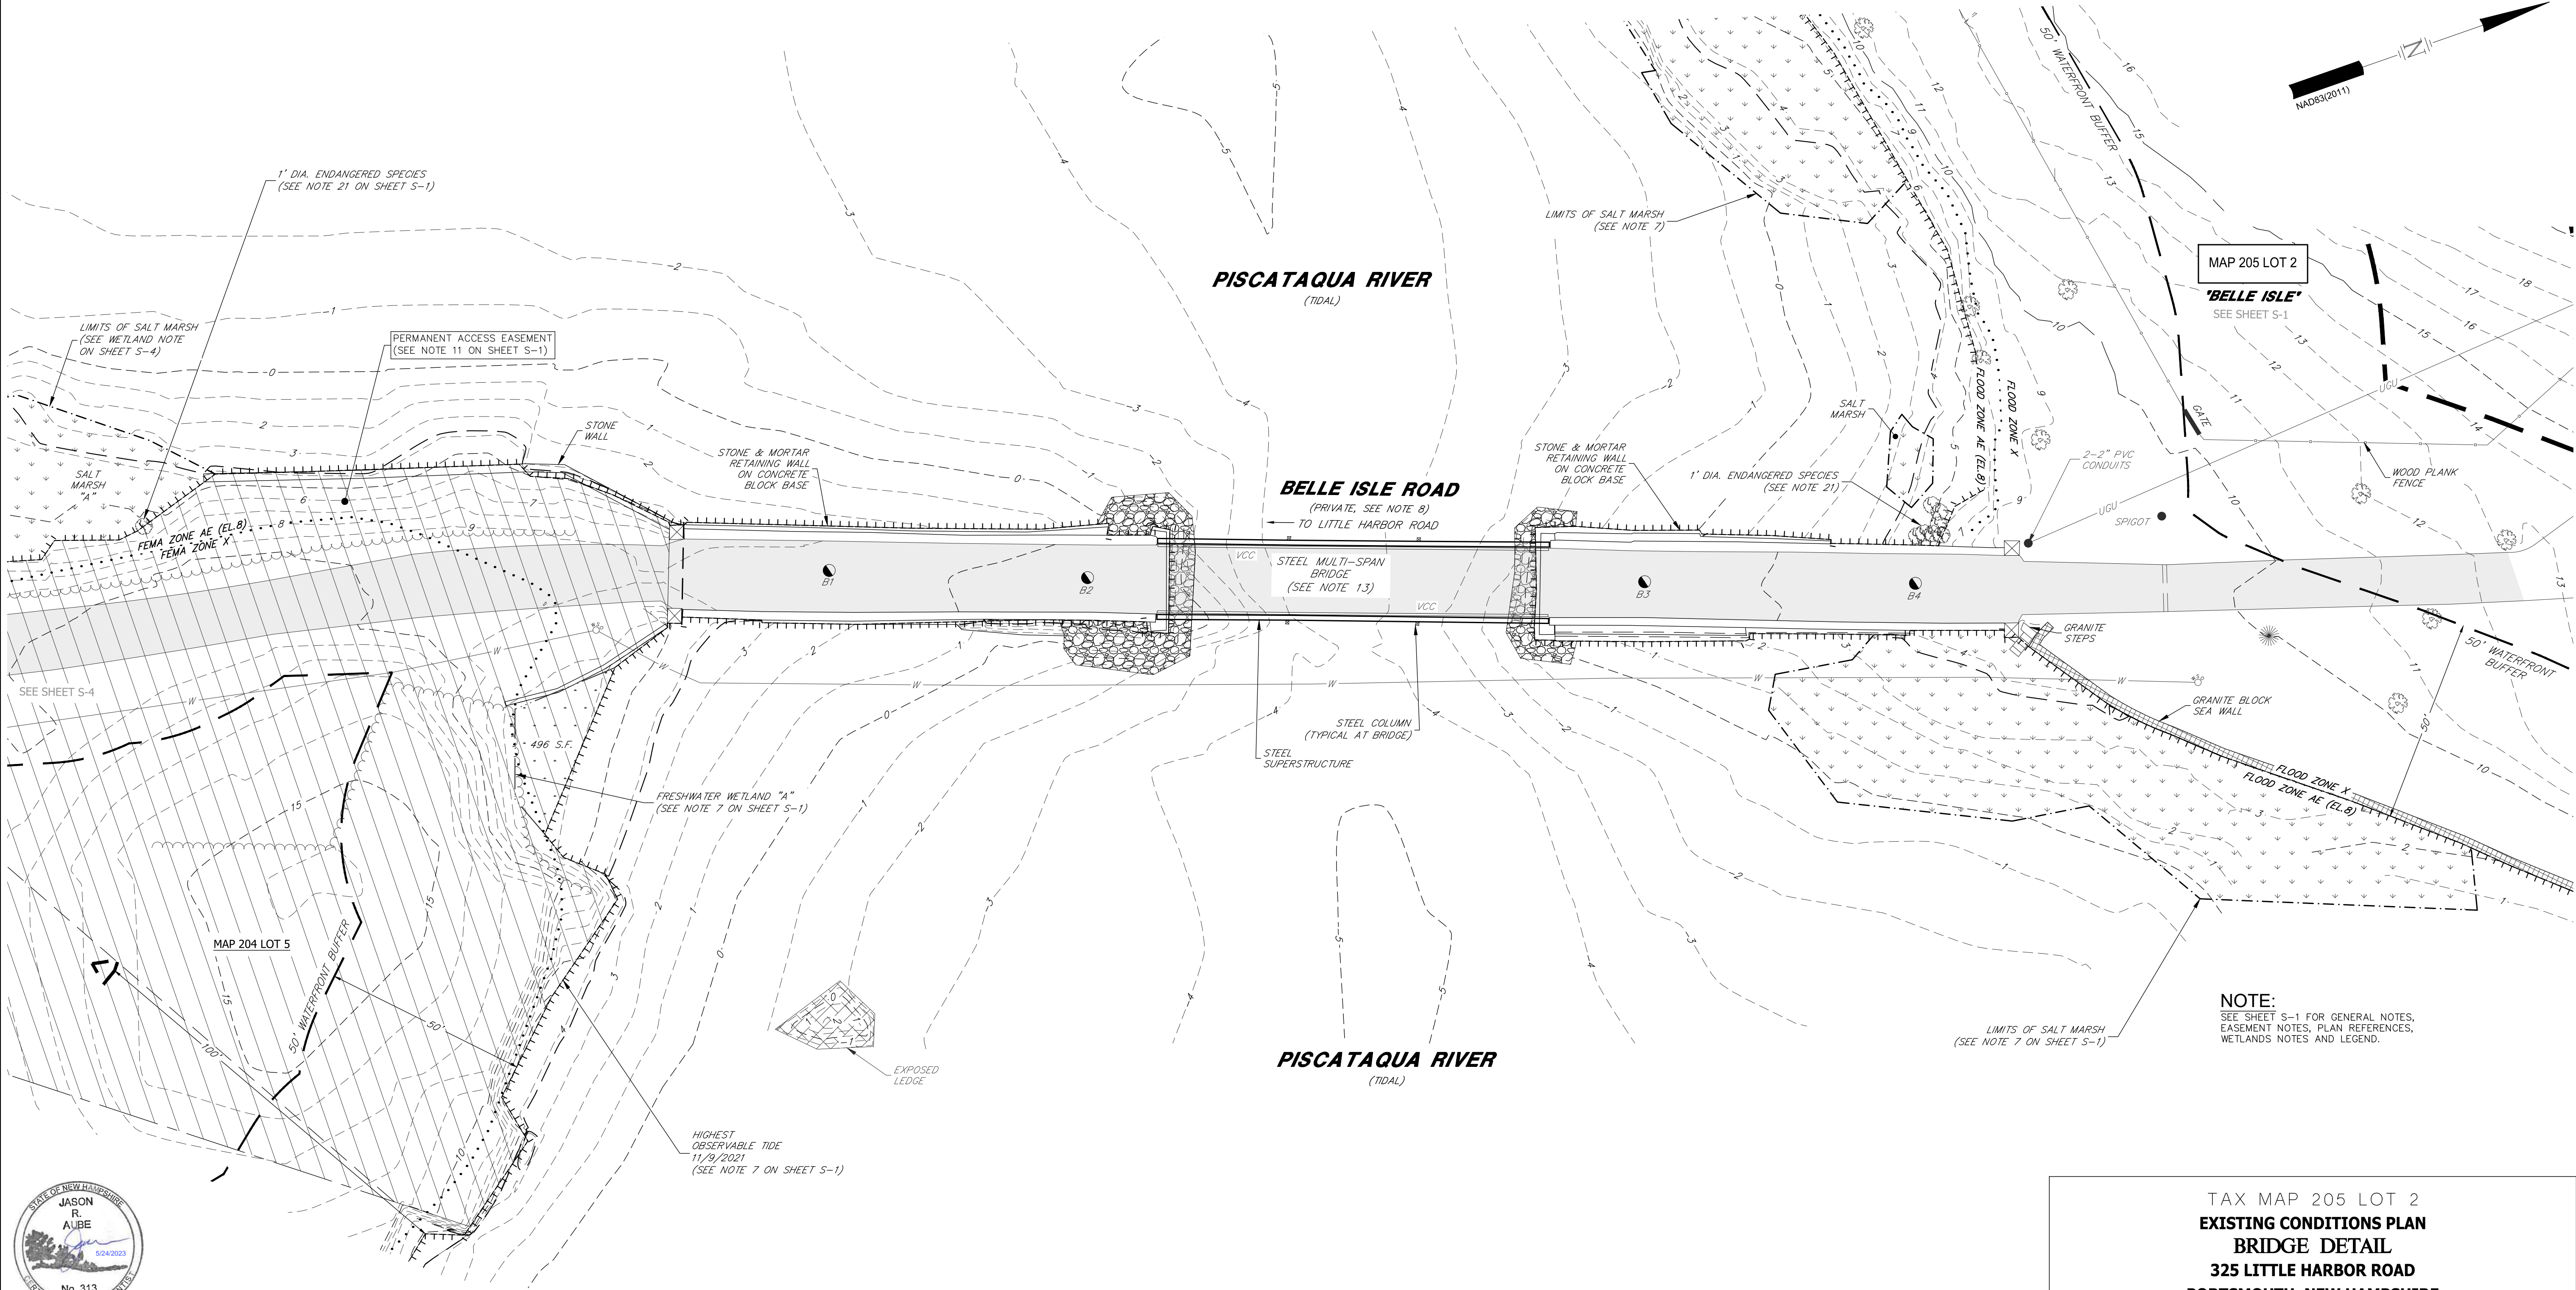 NAD83(2011)
N
50' WATERFRONT BUFFER
1' DIA. ENDANGERED SPECIES
(SEE NOTE 21 ON SHEET S-1)
LIMITS OF SALT MARSH
(SEE NOTE 7)
PISCATAQUA RIVER
(TIDAL)
MAP 205 LOT 2
"BELLE ISLE"
SEE SHEET S-1
LIMITS OF SALT MARSH
(SEE WETLAND NOTE
ON SHEET S-4)
PERMANENT ACCESS EASEMENT
(SEE NOTE 11 ON SHEET S-1)
FLOOD ZONE AE (EL.8)
FLOOD ZONE X
UGU
GATE
SALT
MARSH
STONE
WALL
STONE & MORTAR
RETAINING WALL
ON CONCRETE
BLOCK BASE
STONE & MORTAR
RETAINING WALL
ON CONCRETE
BLOCK BASE
SALT
MARSH
"A"
1' DIA. ENDANGERED SPECIES
(SEE NOTE 21)
2-2" PVC
CONDUITS
WOOD PLANK
FENCE
BELLE ISLE ROAD
(PRIVATE, SEE NOTE 8)
TO LITTLE HARBOR ROAD
UGU
SPIGOT
FEMA ZONE AE (EL.8)
FEMA ZONE X
VCC
STEEL MULTI-SPAN
BRIDGE
(SEE NOTE 13)
VCC
B1
B2
B3
B4
GRANITE
STEPS
50' WATERFRONT
BUFFER
SEE SHEET S-4
W
W
W
W
W
W
W
GRANITE BLOCK
SEA WALL
50'
STEEL COLUMN
(TYPICAL AT BRIDGE)
STEEL
SUPERSTRUCTURE
496 S.F.
FRESHWATER WETLAND "A"
(SEE NOTE 7 ON SHEET S-1)
FLOOD ZONE X
FLOOD ZONE AE (EL.8)
MAP 204 LOT 5
50' WATERFRONT BUFFER
50'
100'
EXPOSED
LEDGE
PISCATAQUA RIVER
(TIDAL)
LIMITS OF SALT MARSH
(SEE NOTE 7 ON SHEET S-1)
NOTE:
SEE SHEET S-1 FOR GENERAL NOTES,
EASEMENT NOTES, PLAN REFERENCES,
WETLANDS NOTES AND LEGEND.
HIGHEST
OBSERVABLE TIDE
11/9/2021
(SEE NOTE 7 ON SHEET S-1)
STATE OF NEW HAMPSHIRE
JASON
R.
AUBE
5/24/2023
No. 313
TAX MAP 205 LOT 2
EXISTING CONDITIONS PLAN
BRIDGE DETAIL
325 LITTLE HARBOR ROAD
PORTSMOUTH, NEW HAMPSHIRE